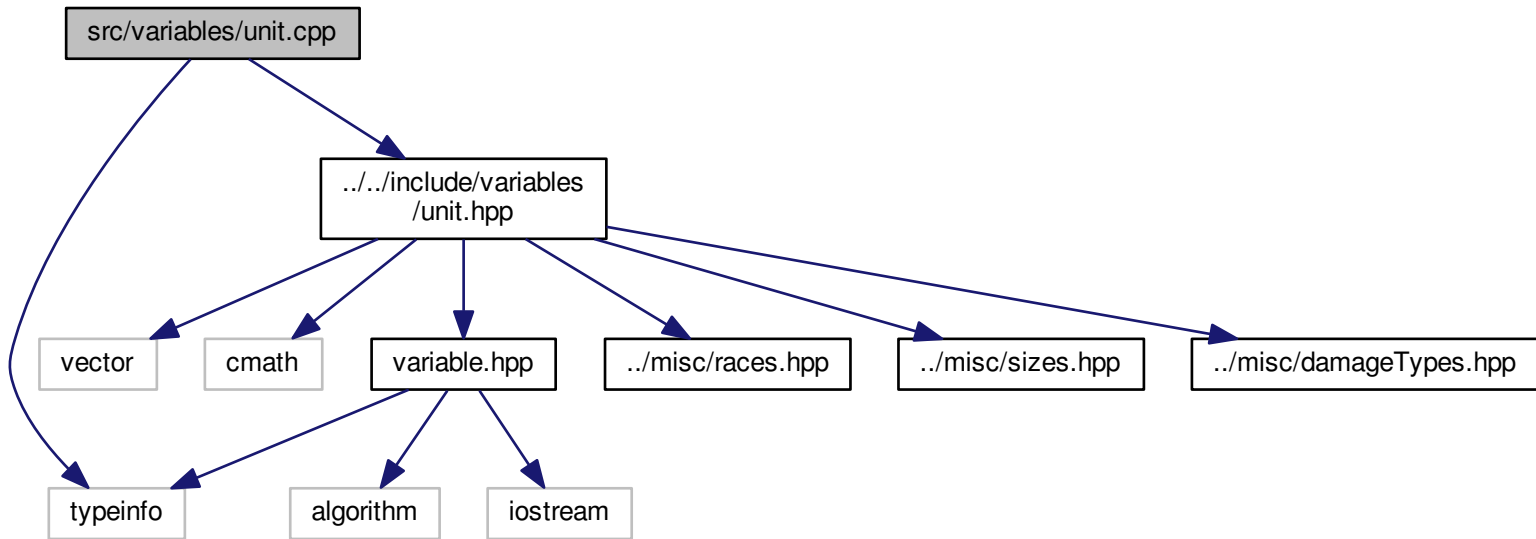 src/variables/unit.cpp
../../include/variables
/unit.hpp
vector
cmath
variable.hpp
../misc/races.hpp
../misc/sizes.hpp
../misc/damageTypes.hpp
typeinfo
algorithm
iostream